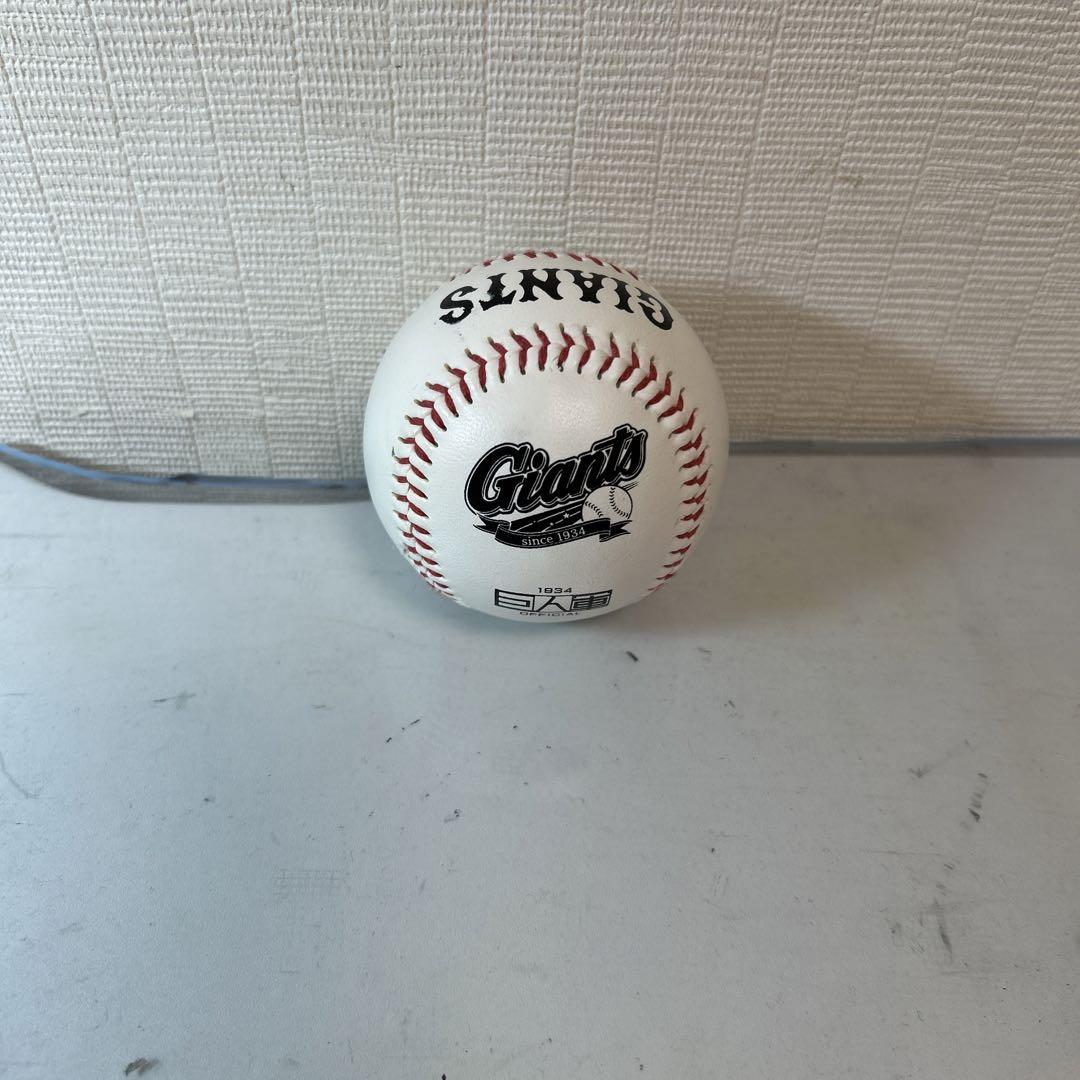 GIANTS
Giants
since 1934
1934
巨人軍
OFFICIAL